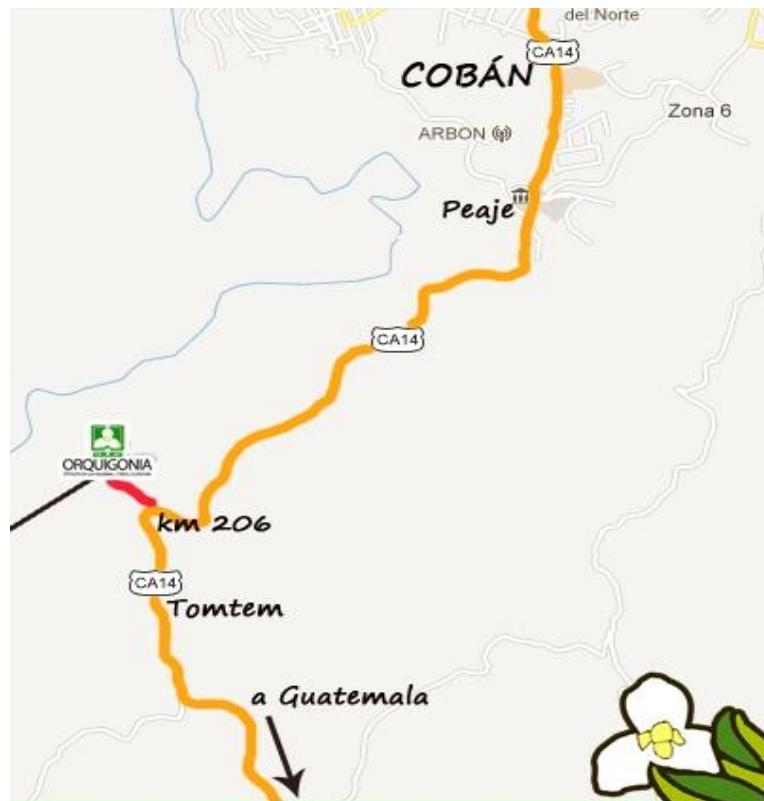 del Norte
CA14
COBÁN
Zona 6
ARBON
Peaje
CA14
ORQUIGONIA
km 206
CA14
Tomtem
a Guatemala